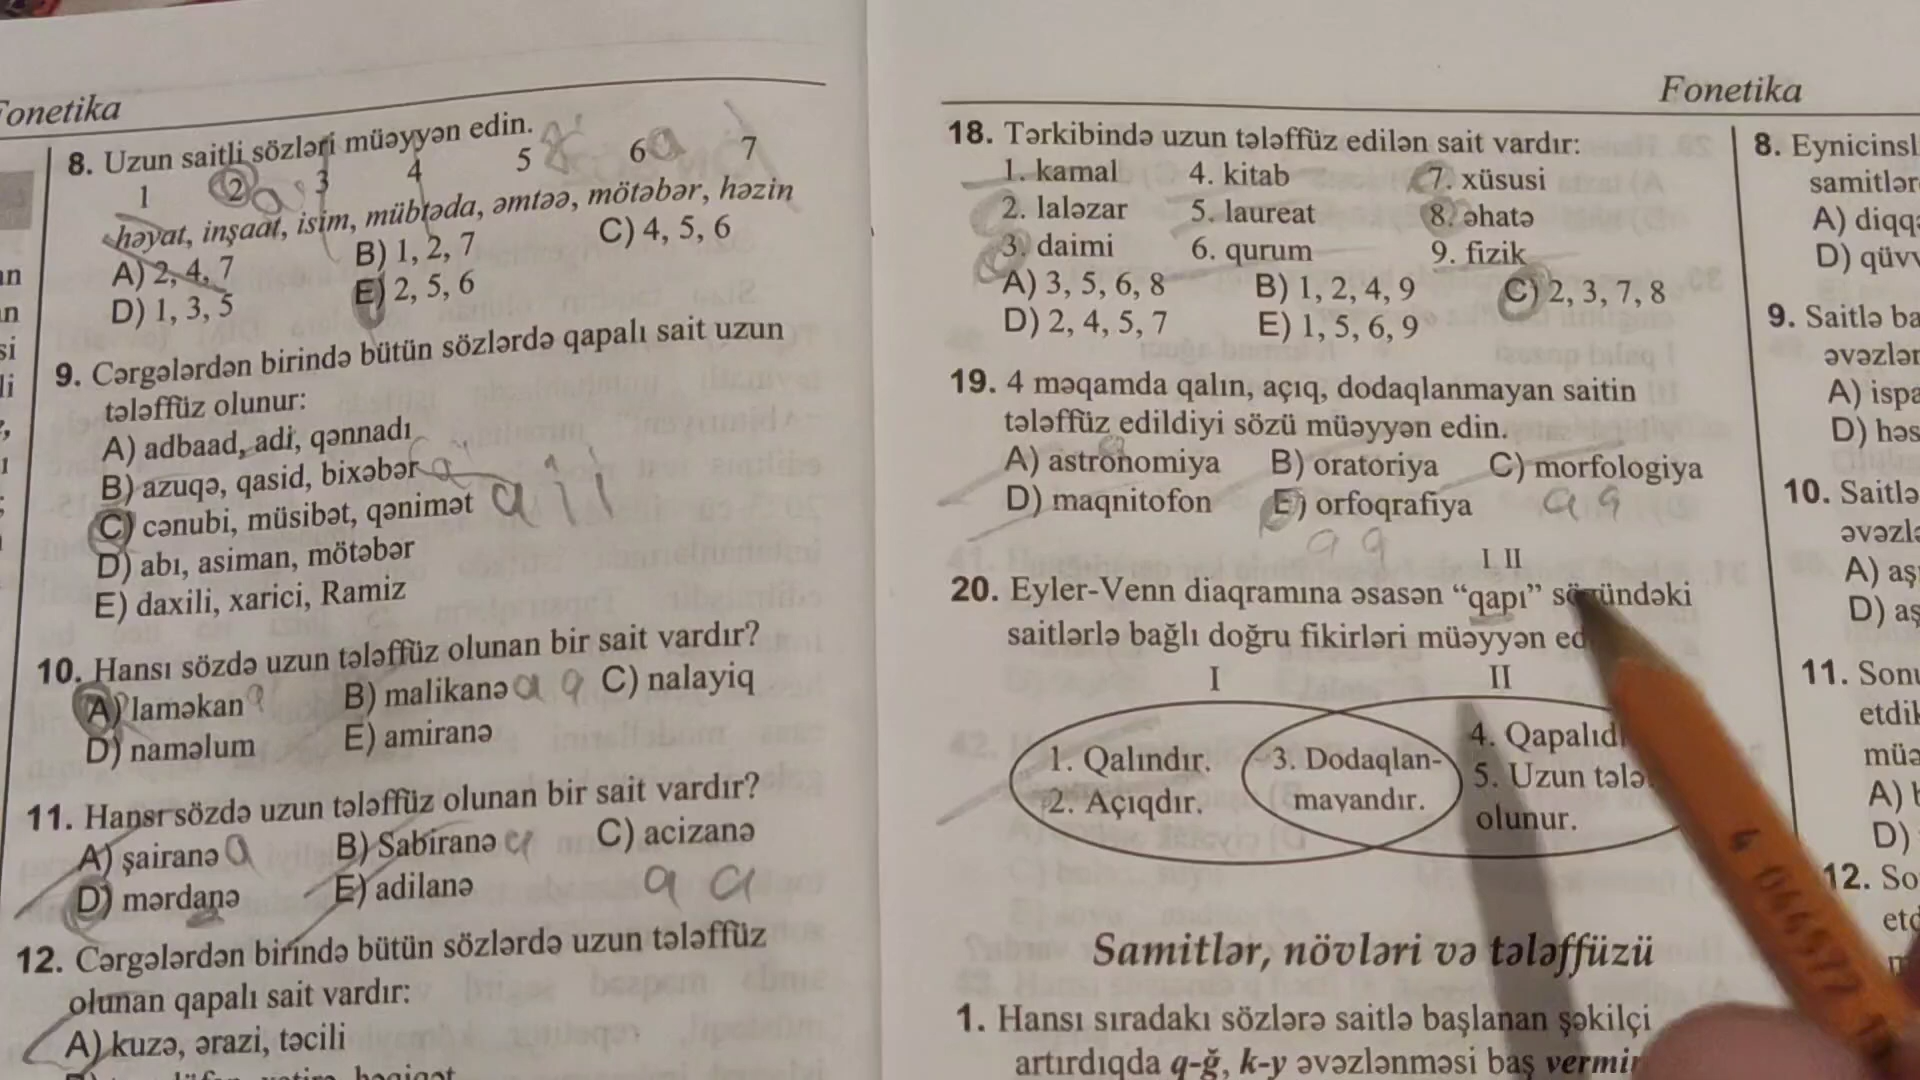 Fonetika
8. Uzun saitli sözləri müəyyən edin.
1 2 3 4 5 6 7
həyat, inşaat, isim, mübtəda, əmtəə, mötəbər, həzin
A) 2, 4, 7 B) 1, 2, 7 C) 4, 5, 6
D) 1, 3, 5 E) 2, 5, 6
9. Cərgələrdən birində bütün sözlərdə qapalı sait uzun
tələffüz olunur:
A) adbaad, adi, qənnadı
B) azuqə, qasid, bixəbər
C) cənubi, müsibət, qənimət
D) abı, asiman, mötəbər
E) daxili, xarici, Ramiz
10. Hansı sözdə uzun tələffüz olunan bir sait vardır?
A) laməkan B) malikanə C) nalayiq
D) naməlum E) amiranə
11. Hansı sözdə uzun tələffüz olunan bir sait vardır?
A) şairanə B) Sabiranə C) acizanə
D) mərdanə E) adilanə
12. Cərgələrdən birində bütün sözlərdə uzun tələffüz
olunan qapalı sait vardır:
A) kuzə, ərazi, təcili
Fonetika
18. Tərkibində uzun tələffüz edilən sait vardır:
1. kamal 4. kitab 7. xüsusi
2. laləzar 5. laureat 8. əhatə
3. daimi 6. qurum 9. fizik
A) 3, 5, 6, 8 B) 1, 2, 4, 9 C) 2, 3, 7, 8
D) 2, 4, 5, 7 E) 1, 5, 6, 9
19. 4 məqamda qalın, açıq, dodaqlanmayan saitin
tələffüz edildiyi sözü müəyyən edin.
A) astronomiya B) oratoriya C) morfologiya
D) maqnitofon E) orfoqrafiya
I II
20. Eyler-Venn diaqramına əsasən “qapı” sözündəki
saitlərlə bağlı doğru fikirləri müəyyən ed
I II
1. Qalındır. 3. Dodaqlan- 4. Qapalıd
2. Açıqdır. mayandır. 5. Uzun tələ
olunur.
Samitlər, növləri və tələffüzü
1. Hansı sıradakı sözlərə saitlə başlanan şəkilçi
artırdıqda q-ğ, k-y əvəzlənməsi baş vermir
8. Eynicinsl
samitlər
A) diqq
D) qüvv
9. Saitlə ba
əvəzlər
A) ispa
D) həs
10. Saitlə
əvəzlə
A) aş
D) aş
11. Sonu
etdik
müə
A)
D)
12. So
etd